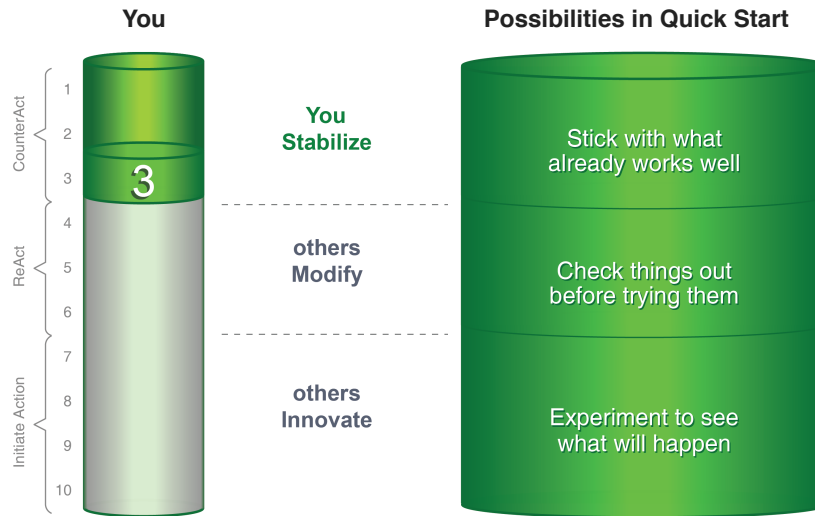 You
Possibilities in Quick Start
CounterAct
1
2
3
3
You
Stabilize
Stick with what
already works well
ReAct
4
5
6
others
Modify
Check things out
before trying them
Initiate Action
7
8
9
10
others
Innovate
Experiment to see
what will happen